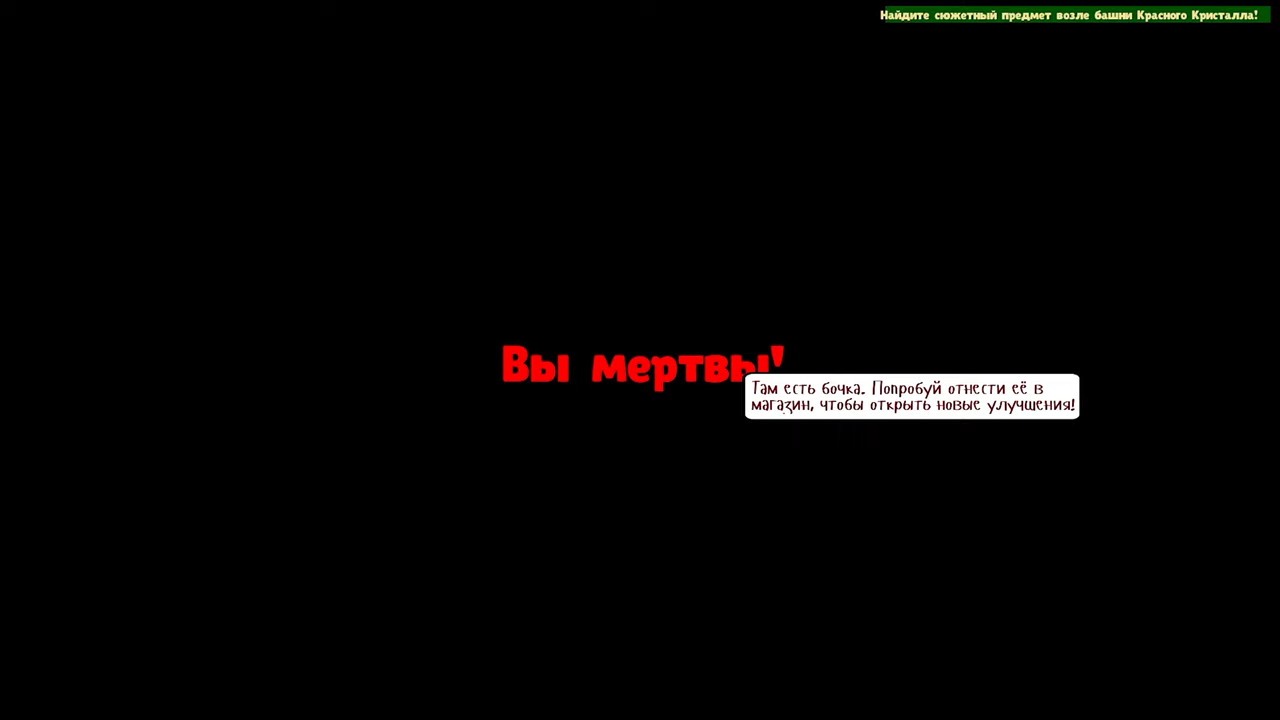 Найдите сюжетный предмет возле башни Красного Кристалла!
Вы мертвы!
Там есть бочка. Попробуй отнести её в
магазин, чтобы открыть новые улучшения!